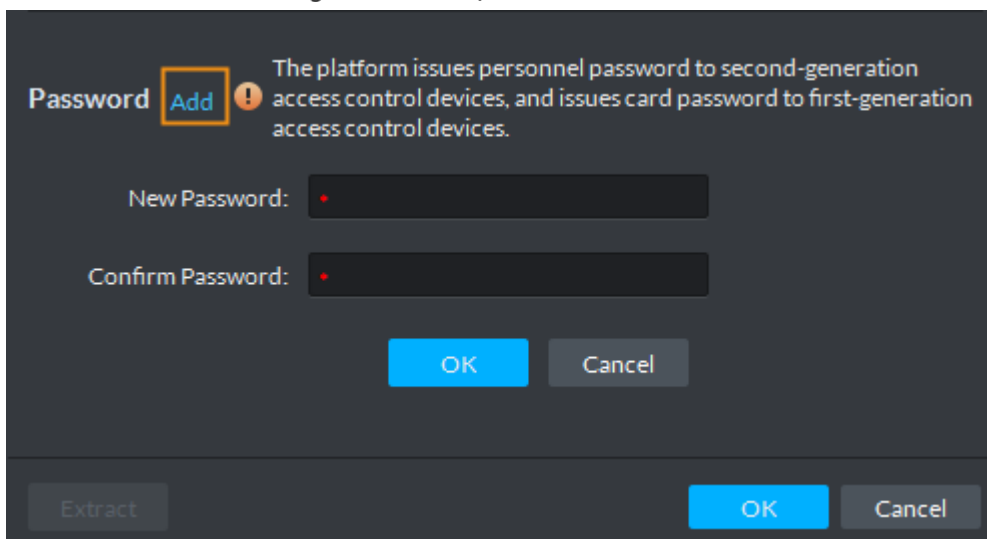 The platform issues personnel password to second-generation
Password Add ! access control devices, and issues card password to first-generation
access control devices.
New Password:
Confirm Password:
OK Cancel
Extract OK Cancel